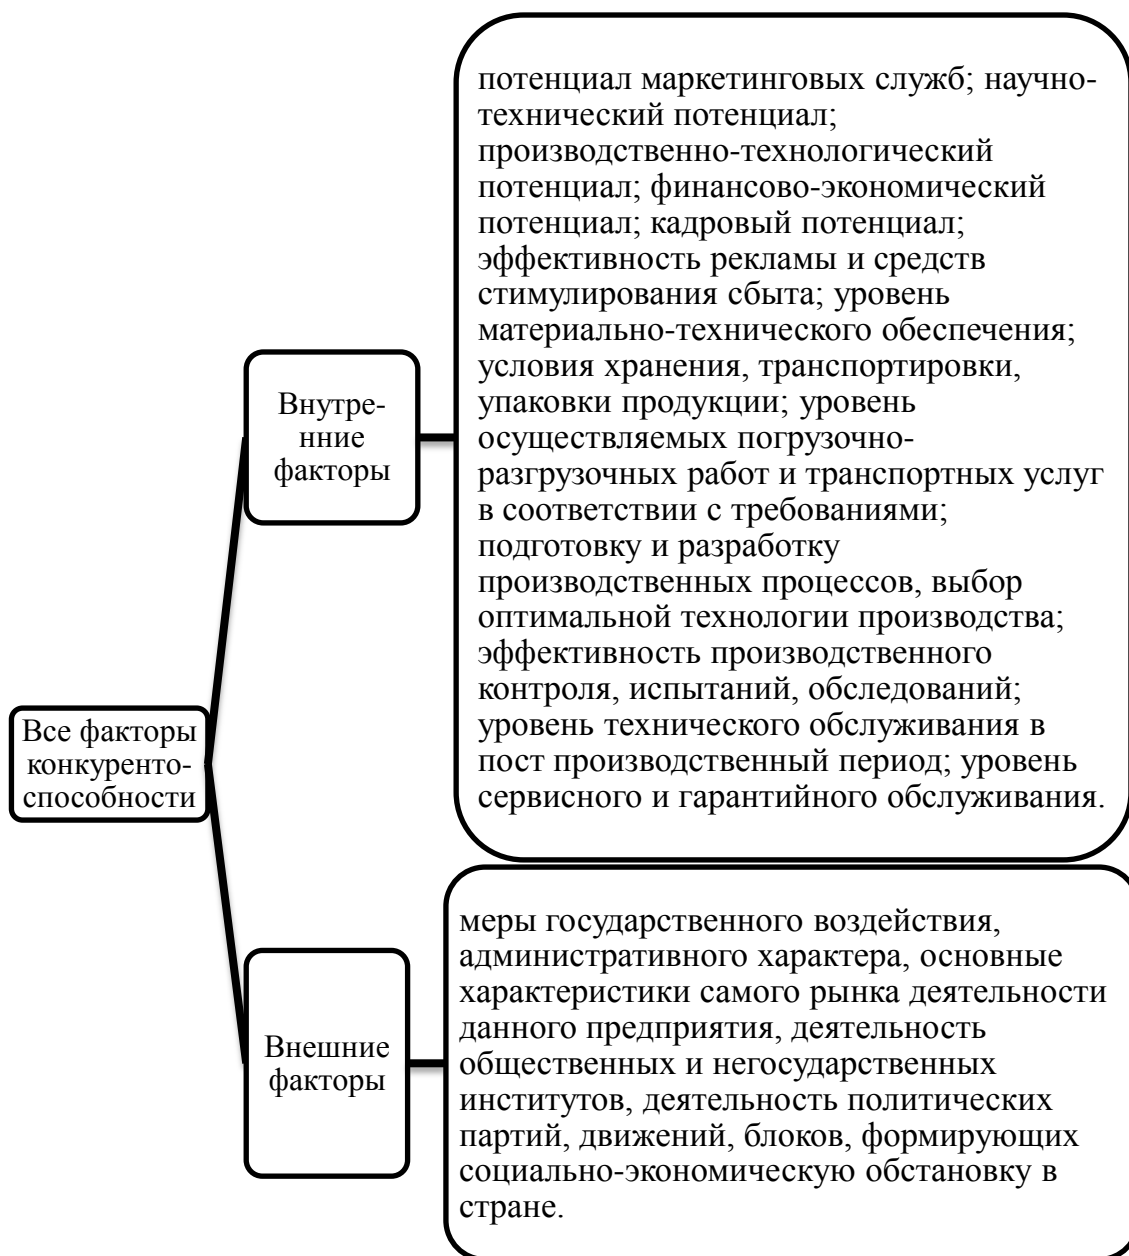 Все факторы
конкуренто-
способности
Внутре-
нние
факторы
потенциал маркетинговых служб; научно-
технический потенциал;
производственно-технологический
потенциал; финансово-экономический
потенциал; кадровый потенциал;
эффективность рекламы и средств
стимулирования сбыта; уровень
материально-технического обеспечения;
условия хранения, транспортировки,
упаковки продукции; уровень
осуществляемых погрузочно-
разгрузочных работ и транспортных услуг
в соответствии с требованиями;
подготовку и разработку
производственных процессов, выбор
оптимальной технологии производства;
эффективность производственного
контроля, испытаний, обследований;
уровень технического обслуживания в
пост производственный период; уровень
сервисного и гарантийного обслуживания.
Внешние
факторы
меры государственного воздействия,
административного характера, основные
характеристики самого рынка деятельности
данного предприятия, деятельность
общественных и негосударственных
институтов, деятельность политических
партий, движений, блоков, формирующих
социально-экономическую обстановку в
стране.